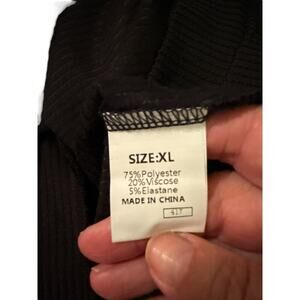 SIZE:XL
75%Polyester
20%Viscose
5%Elastane
MADE IN CHINA